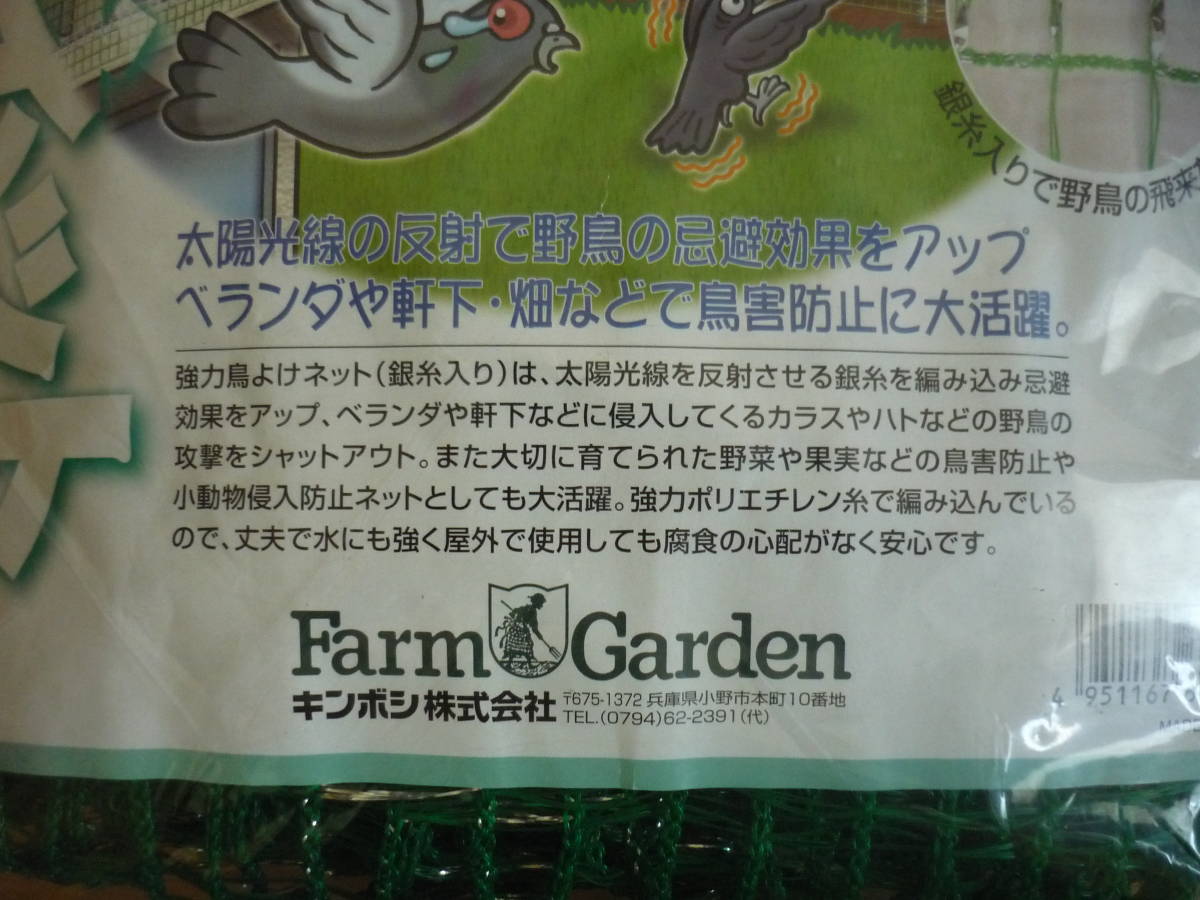 銀糸入りで野鳥の飛来
太陽光線の反射で野鳥の忌避効果をアップ
ベランダや軒下・畑などで鳥害防止に大活躍。
強力鳥よけネット(銀糸入り)は、太陽光線を反射させる銀糸を編み込み忌避
効果をアップ、ベランダや軒下などに侵入してくるカラスやハトなどの野鳥の
攻撃をシャットアウト。また大切に育てられた野菜や果実などの鳥害防止や
小動物侵入防止ネットとしても大活躍。強力ポリエチレン糸で編み込んでいる
ので、丈夫で水にも強く屋外で使用しても腐食の心配がなく安心です。
Farm Garden
キンボシ株式会社 〒675-1372 兵庫県小野市本町10番地
TEL.(0794)62-2391(代)
4 951167
ネット